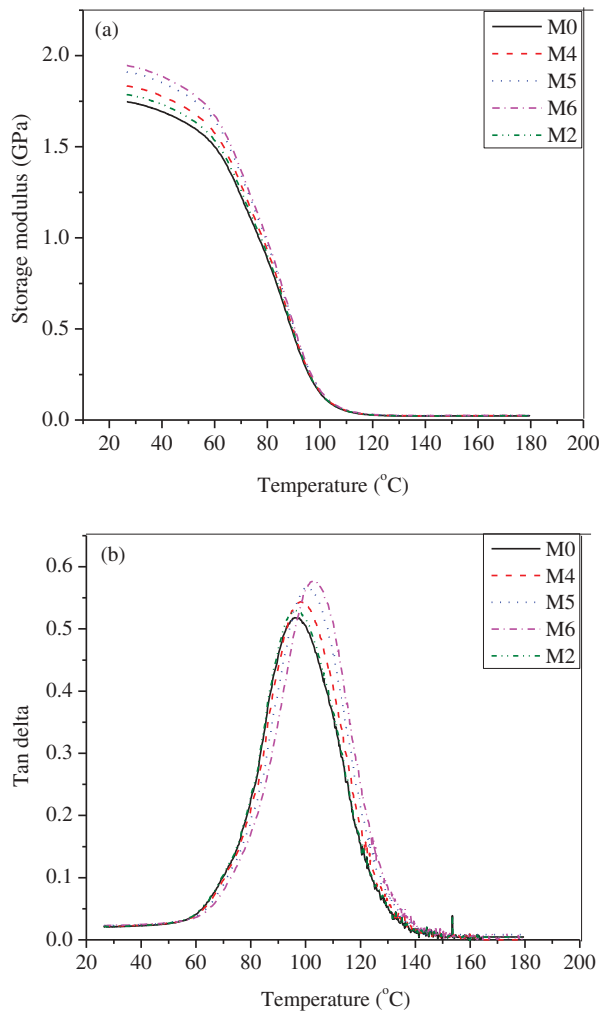 (a)
M0
M4
M5
M6
M2
2.0
1.5
1.0
0.5
0.0
Storage modulus (GPa)
20 40 60 80 100 120 140 160 180 200
Temperature (°C)
(b)
M0
M4
M5
M6
M2
0.6
0.5
0.4
0.3
0.2
0.1
0.0
Tan delta
20 40 60 80 100 120 140 160 180 200
Temperature (°C)